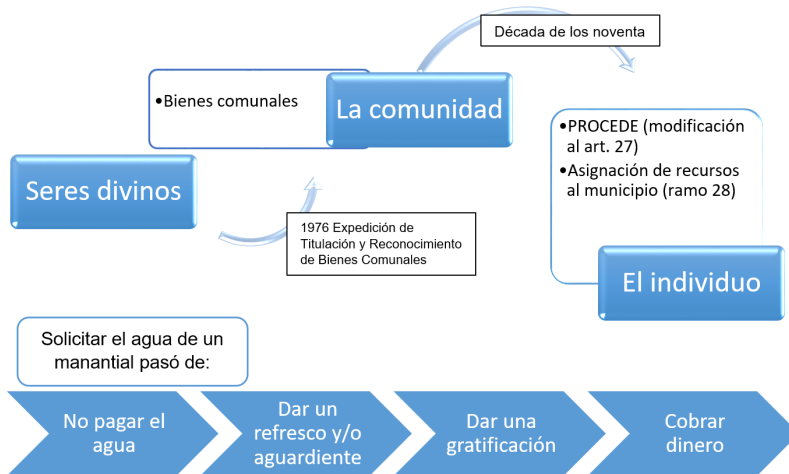 Década de los noventa
•Bienes comunales
La comunidad
•PROCEDE (modificación
al art. 27)
•Asignación de recursos
al municipio (ramo 28)
Seres divinos
1976 Expedición de
Titulación y Reconocimiento
de Bienes Comunales
El individuo
Solicitar el agua de un
manantial pasó de:
No pagar el
agua
Dar un
refresco y/o
aguardiente
Dar una
gratificación
Cobrar
dinero